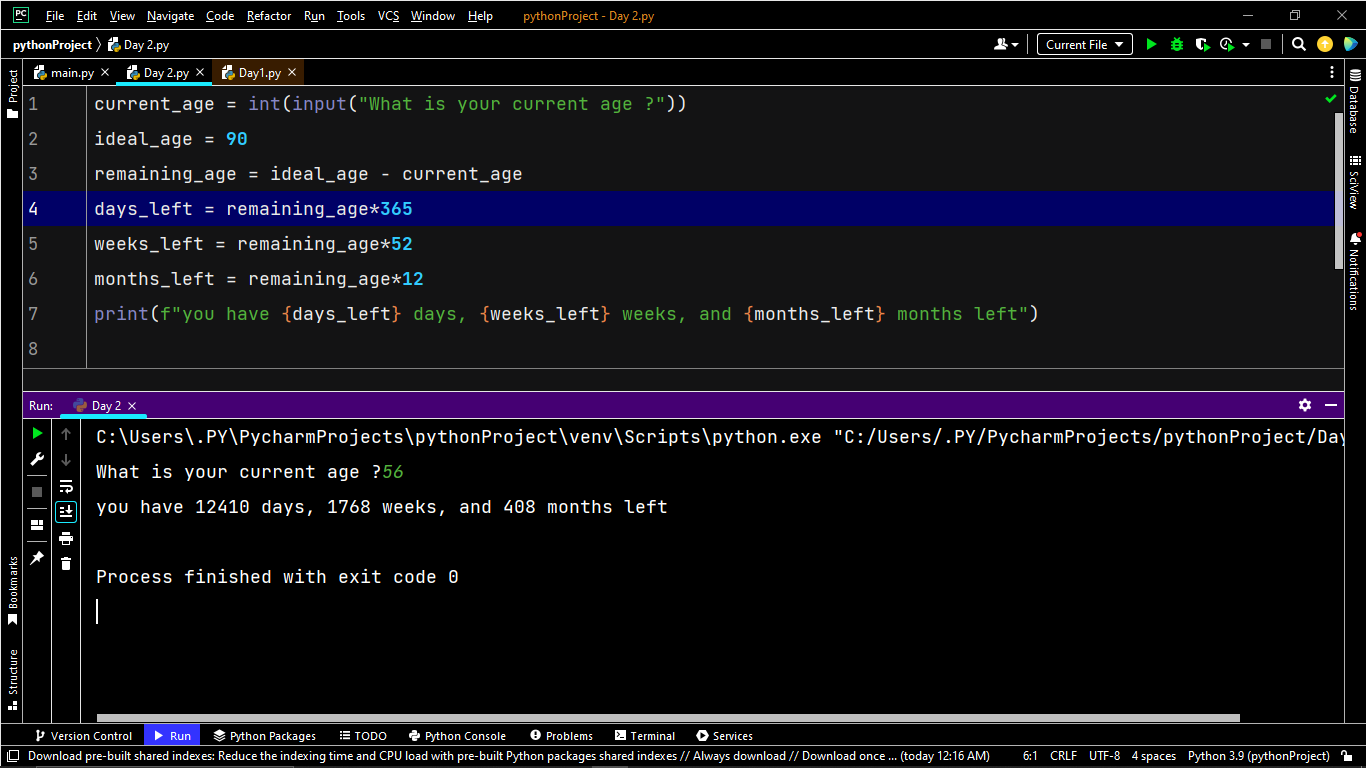 PC File Edit View Navigate Code Refactor Run Tools VCS Window Help pythonProject - Day 2.py
pythonProject Day 2.py Current File
Project main.py Day 2.py Day1.py
1 current_age = int(input("What is your current age ?"))
2 ideal_age = 90
3 remaining_age = ideal_age - current_age
4 days_left = remaining_age*365
5 weeks_left = remaining_age*52
6 months_left = remaining_age*12
7 print(f"you have {days_left} days, {weeks_left} weeks, and {months_left} months left")
8
Database
SciView
Notifications
Run: Day 2
C:\Users\.PY\PycharmProjects\pythonProject\venv\Scripts\python.exe "C:/Users/.PY/PycharmProjects/pythonProject/Day
What is your current age ?56
you have 12410 days, 1768 weeks, and 408 months left
Process finished with exit code 0
Bookmarks
Structure
Version Control Run Python Packages TODO Python Console Problems Terminal Services
Download pre-built shared indexes: Reduce the indexing time and CPU load with pre-built Python packages shared indexes // Always download // Download once ... (today 12:16 AM) 6:1 CRLF UTF-8 4 spaces Python 3.9 (pythonProject)